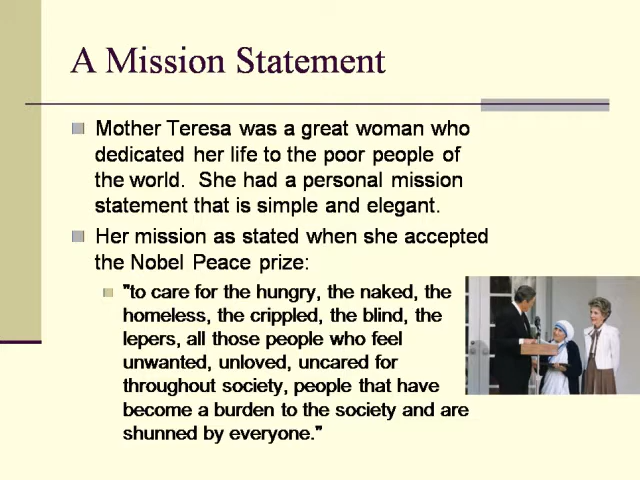 A Mission Statement
Mother Teresa was a great woman who
dedicated her life to the poor people of
the world. She had a personal mission
statement that is simple and elegant.
Her mission as stated when she accepted
the Nobel Peace prize:
"to care for the hungry, the naked, the
homeless, the crippled, the blind, the
lepers, all those people who feel
unwanted, unloved, uncared for
throughout society, people that have
become a burden to the society and are
shunned by everyone."